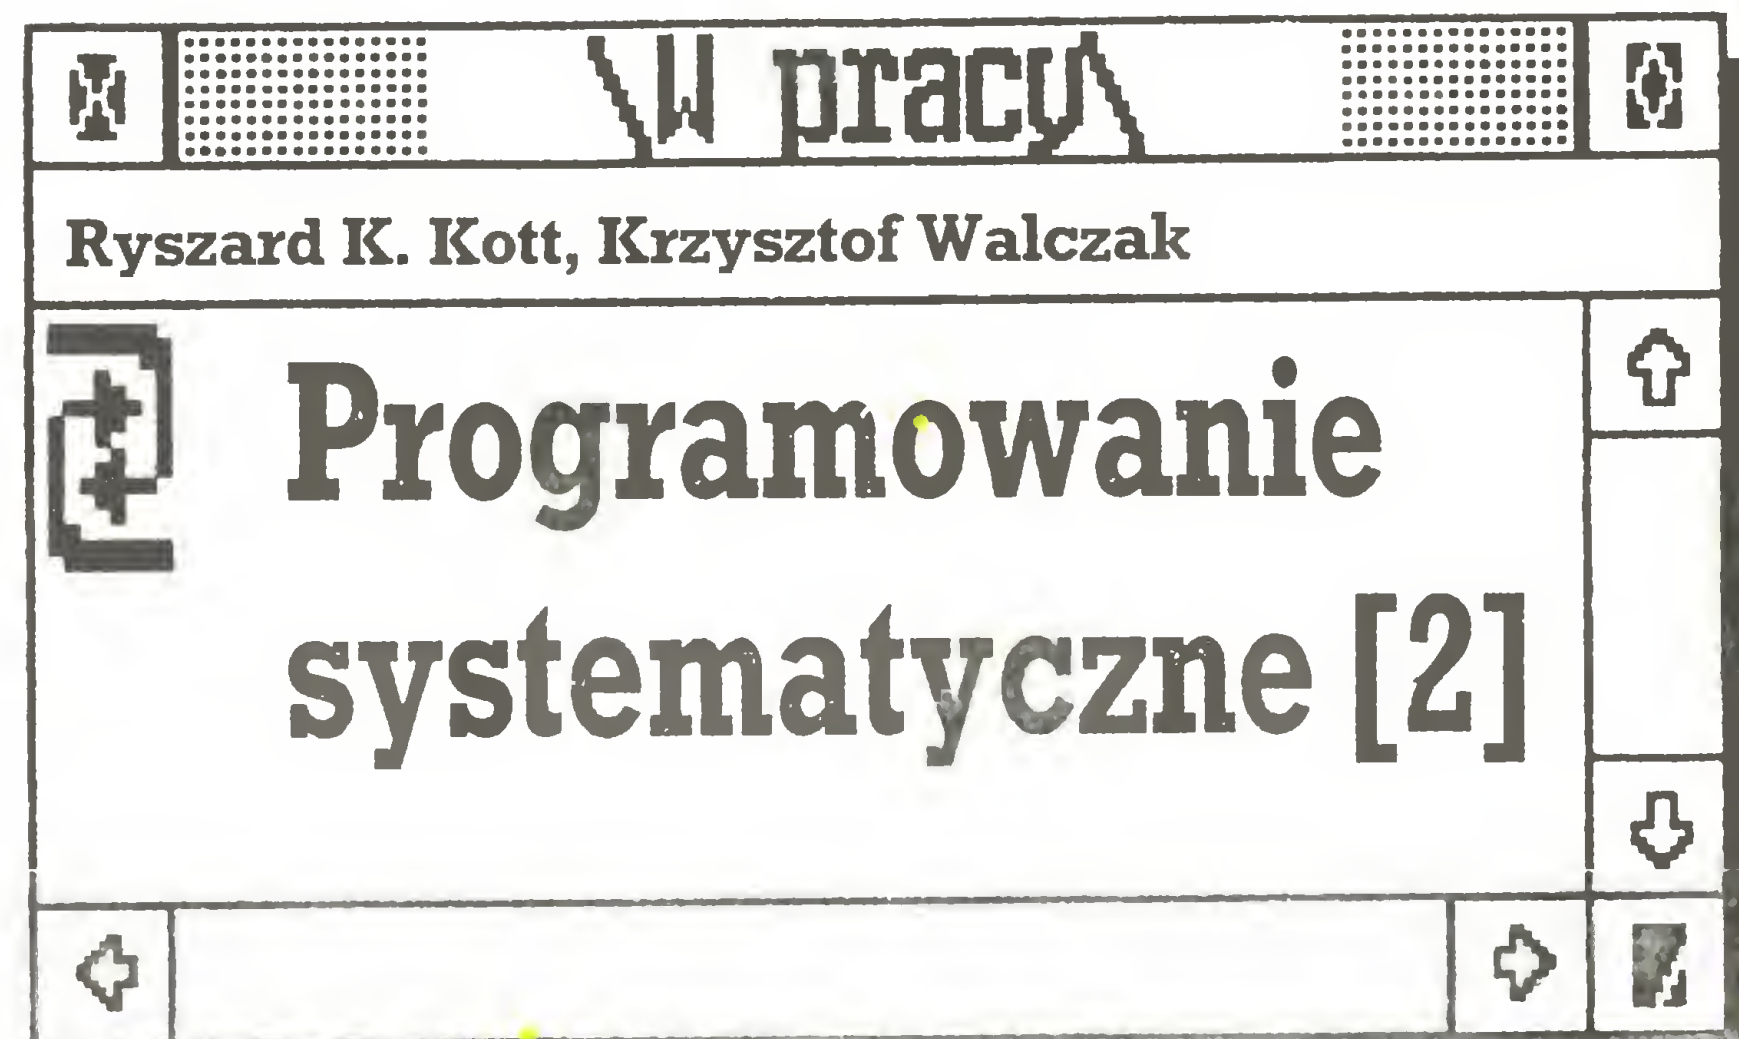 \W pracy\
Ryszard K. Kott, Krzysztof Walczak
Programowanie
systematyczne [2]